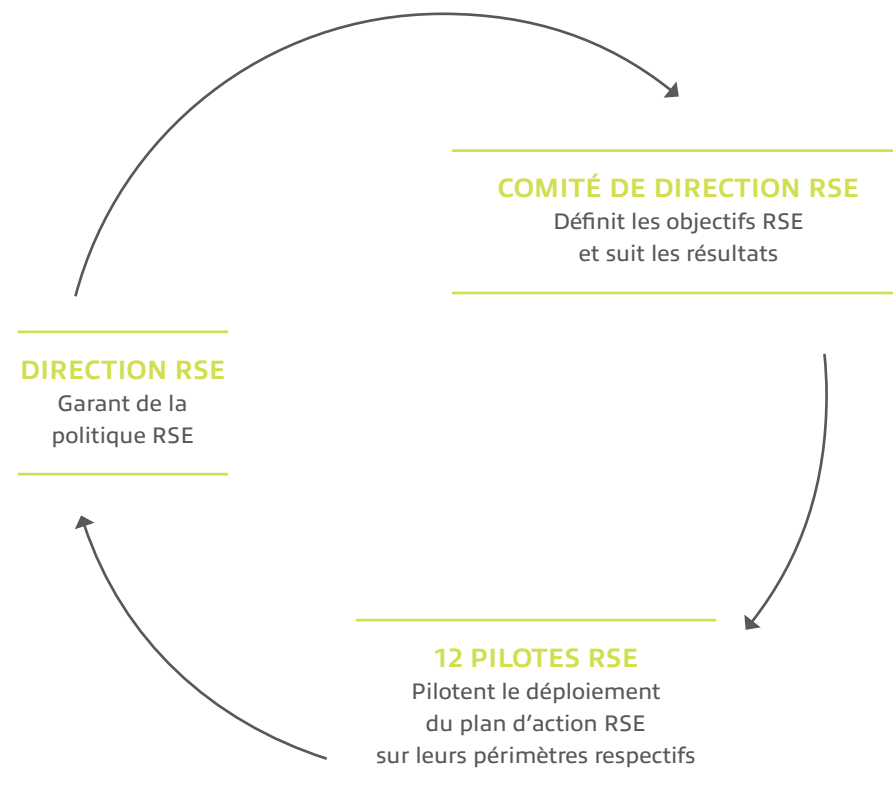 COMITÉ DE DIRECTION RSE
Définit les objectifs RSE
et suit les résultats
DIRECTION RSE
Garant de la
politique RSE
12 PILOTES RSE
Pilotent le déploiement
du plan d’action RSE
sur leurs périmètres respectifs